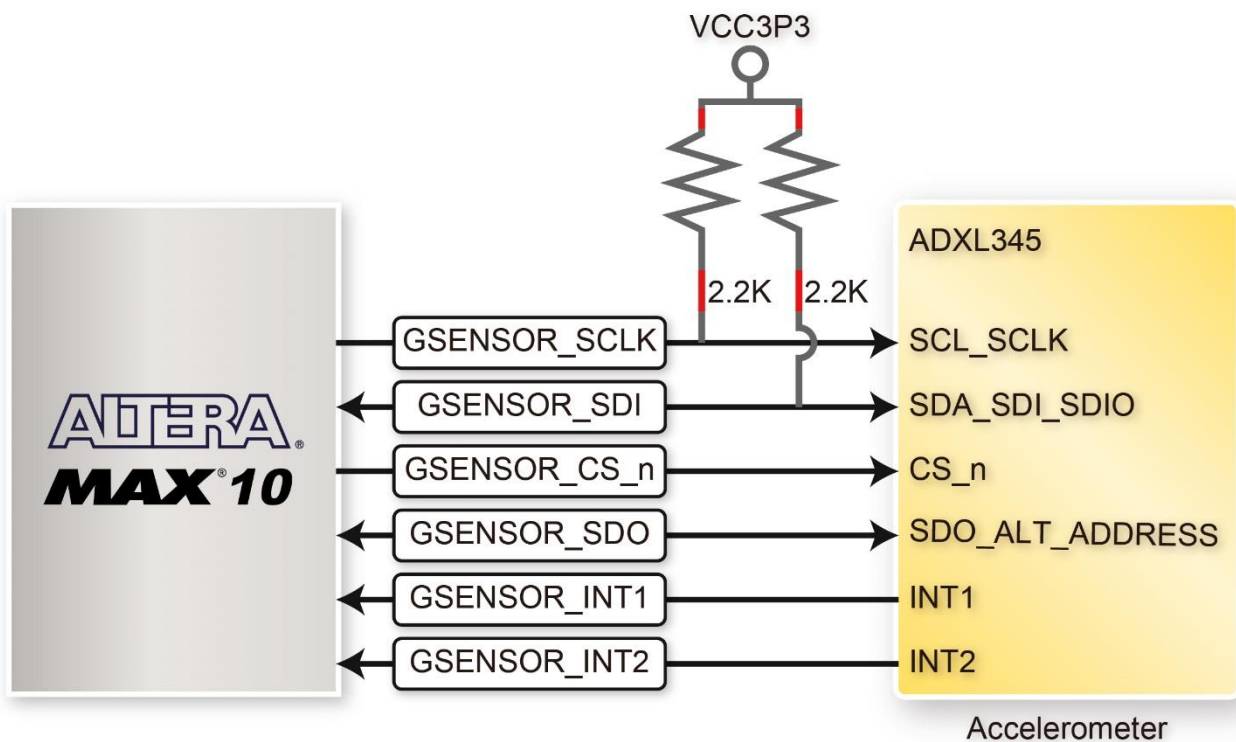 VCC3P3
ADXL345
2.2K 2.2K
GSENSOR_SCLK SCL_SCLK
GSENSOR_SDI SDA_SDI_SDIO
ALTERA®
MAX®10
GSENSOR_CS_n CS_n
GSENSOR_SDO SDO_ALT_ADDRESS
GSENSOR_INT1 INT1
GSENSOR_INT2 INT2
Accelerometer